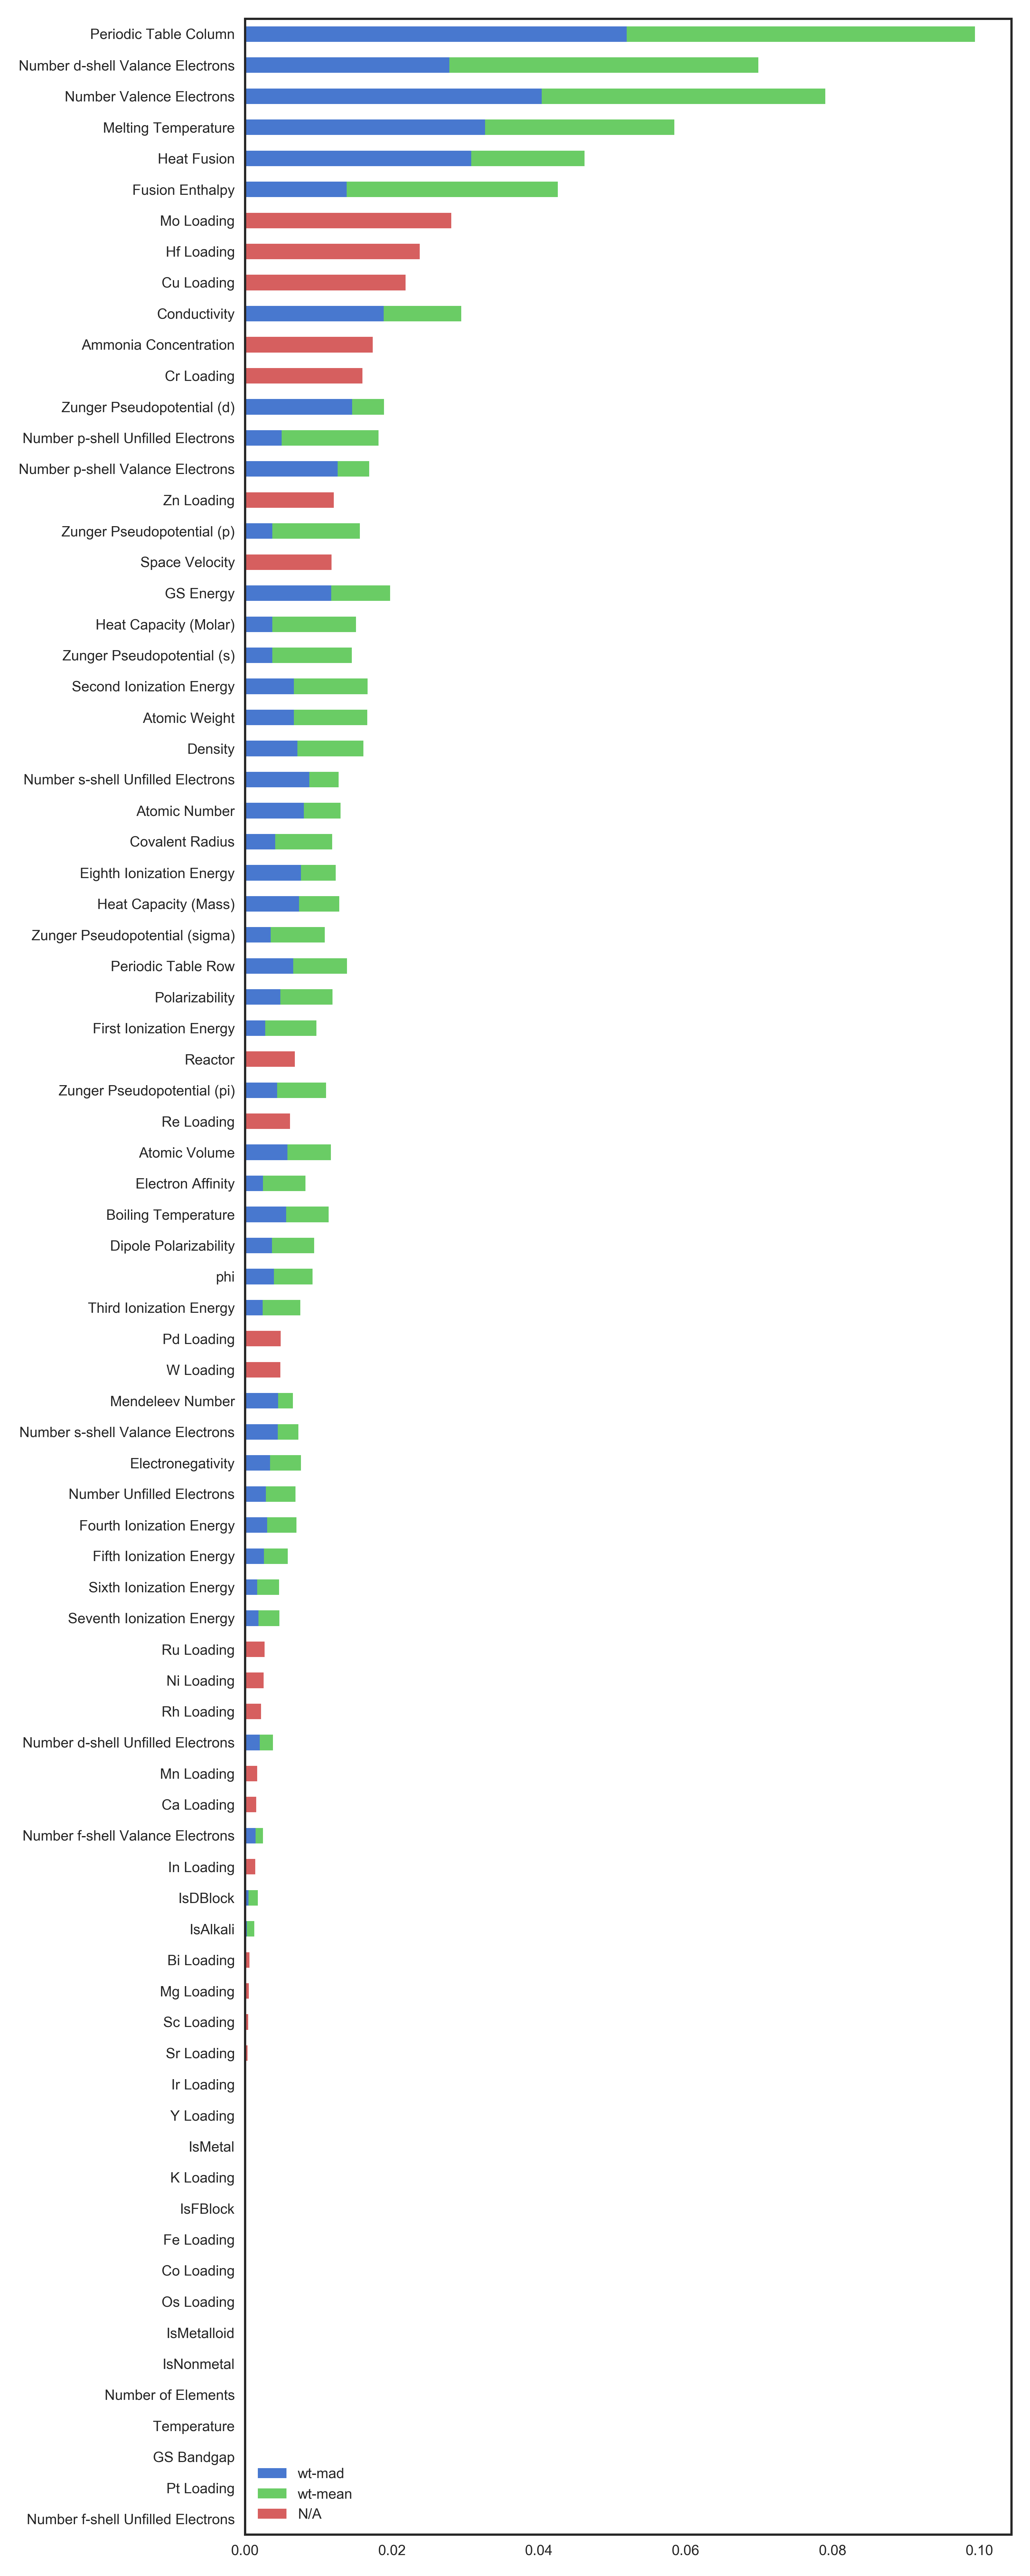 Periodic Table Column
Number d-shell Valance Electrons
Number Valence Electrons
Melting Temperature
Heat Fusion
Fusion Enthalpy
Mo Loading
Hf Loading
Cu Loading
Conductivity
Ammonia Concentration
Cr Loading
Zunger Pseudopotential (d)
Number p-shell Unfilled Electrons
Number p-shell Valance Electrons
Zn Loading
Zunger Pseudopotential (p)
Space Velocity
GS Energy
Heat Capacity (Molar)
Zunger Pseudopotential (s)
Second Ionization Energy
Atomic Weight
Density
Number s-shell Unfilled Electrons
Atomic Number
Covalent Radius
Eighth Ionization Energy
Heat Capacity (Mass)
Zunger Pseudopotential (sigma)
Periodic Table Row
Polarizability
First Ionization Energy
Reactor
Zunger Pseudopotential (pi)
Re Loading
Atomic Volume
Electron Affinity
Boiling Temperature
Dipole Polarizability
phi
Third Ionization Energy
Pd Loading
W Loading
Mendeleev Number
Number s-shell Valance Electrons
Electronegativity
Number Unfilled Electrons
Fourth Ionization Energy
Fifth Ionization Energy
Sixth Ionization Energy
Seventh Ionization Energy
Ru Loading
Ni Loading
Rh Loading
Number d-shell Unfilled Electrons
Mn Loading
Ca Loading
Number f-shell Valance Electrons
In Loading
IsDBlock
IsAlkali
Bi Loading
Mg Loading
Sc Loading
Sr Loading
Ir Loading
Y Loading
IsMetal
K Loading
IsFBlock
Fe Loading
Co Loading
Os Loading
IsMetalloid
IsNonmetal
Number of Elements
Temperature
GS Bandgap
Pt Loading
Number f-shell Unfilled Electrons
wt-mad
wt-mean
N/A
0.00 0.02 0.04 0.06 0.08 0.10